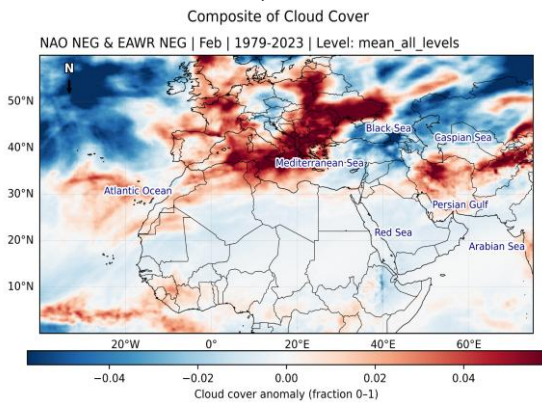 Composite of Cloud Cover
NAO NEG & EAWR NEG | Feb | 1979-2023 | Level: mean_all_levels
N
50°N
40°N
30°N
20°N
10°N
Black Sea
Caspian Sea
Mediterranean Sea
Atlantic Ocean
Persian Gulf
Red Sea
Arabian Sea
20°W 0° 20°E 40°E 60°E
−0.04 −0.02 0.00 0.02 0.04
Cloud cover anomaly (fraction 0–1)